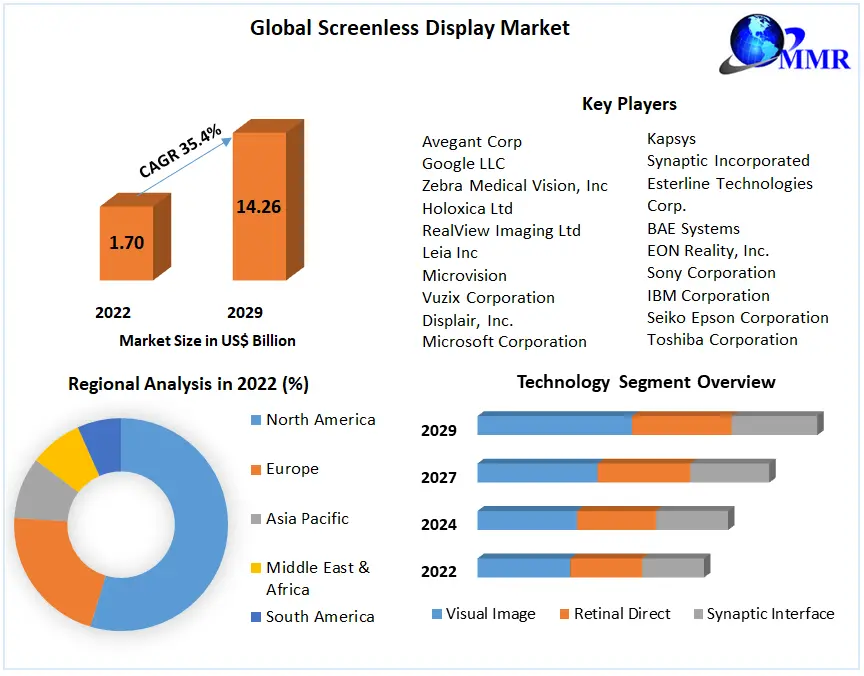 Global Screenless Display Market
MMR
CAGR 35.4%
1.70
14.26
2022
2029
Market Size in US$ Billion
Key Players
Avegant Corp
Google LLC
Zebra Medical Vision, Inc
Holoxica Ltd
RealView Imaging Ltd
Leia Inc
Microvision
Vuzix Corporation
Displair, Inc.
Microsoft Corporation
Kapsys
Synaptic Incorporated
Esterline Technologies
Corp.
BAE Systems
EON Reality, Inc.
Sony Corporation
IBM Corporation
Seiko Epson Corporation
Toshiba Corporation
Regional Analysis in 2022 (%)
North America
Europe
Asia Pacific
Middle East &
Africa
South America
Technology Segment Overview
2029
2027
2024
2022
Visual Image
Retinal Direct
Synaptic Interface